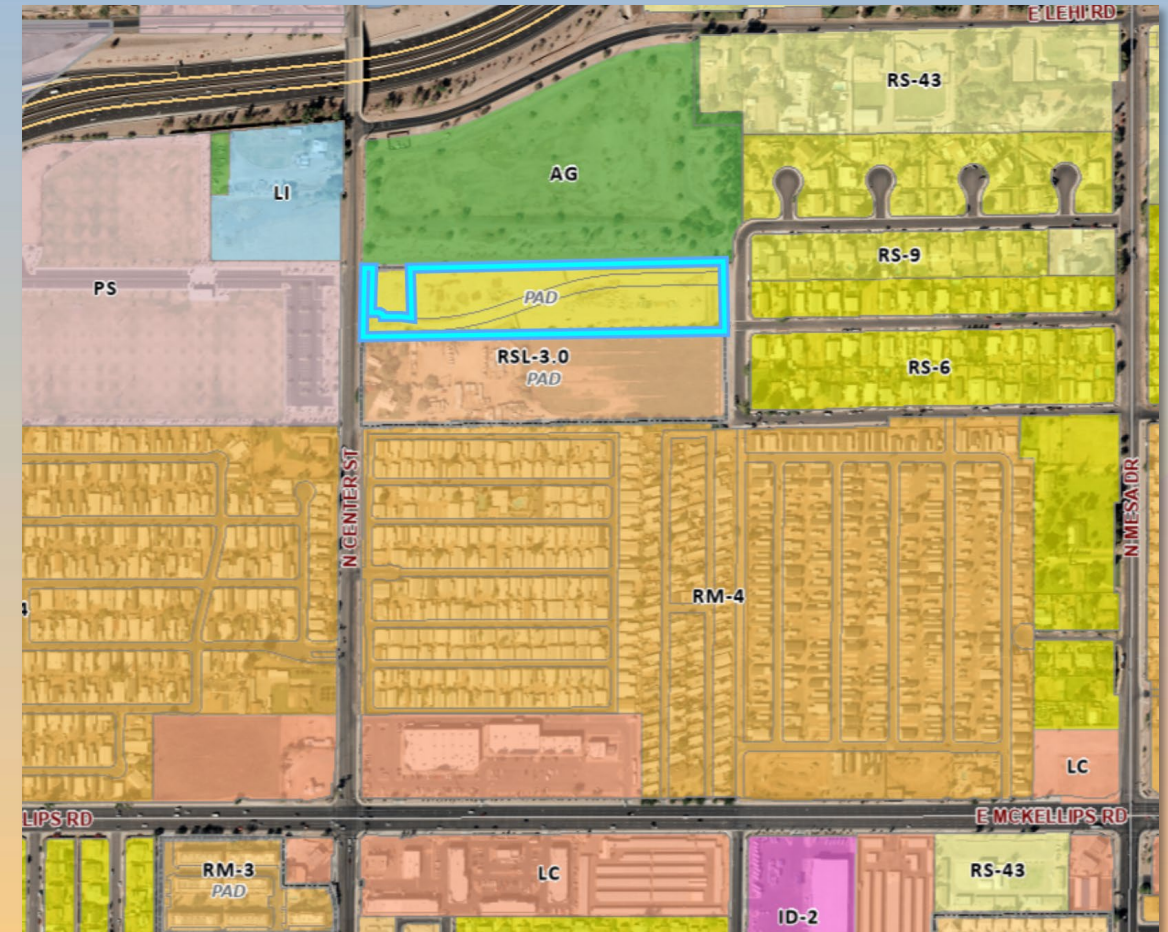 E LEHI RD
RS-43
AG
LI
RS-9
PS
PAD
RSL-3.0
PAD
RS-6
N CENTER ST
N MESA DR
RM-4
4
LC
LIPS RD
E MCKELLIPS RD
RM-3
PAD
LC
RS-43
ID-2